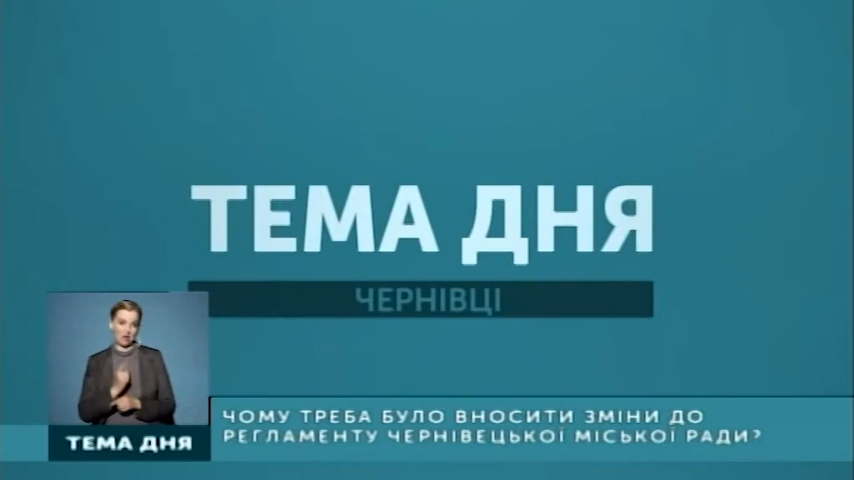 ТЕМА ДНЯ
ЧЕРНІВЦІ
ЧОМУ ТРЕБА БУЛО ВНОСИТИ ЗМІНИ ДО
РЕГЛАМЕНТУ ЧЕРНІВЕЦЬКОЇ МІСЬКОЇ РАДИ?
ТЕМА ДНЯ